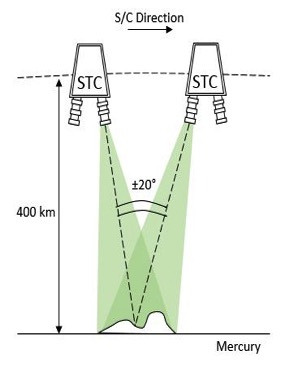 S/C Direction
STC
STC
±20°
400 km
Mercury